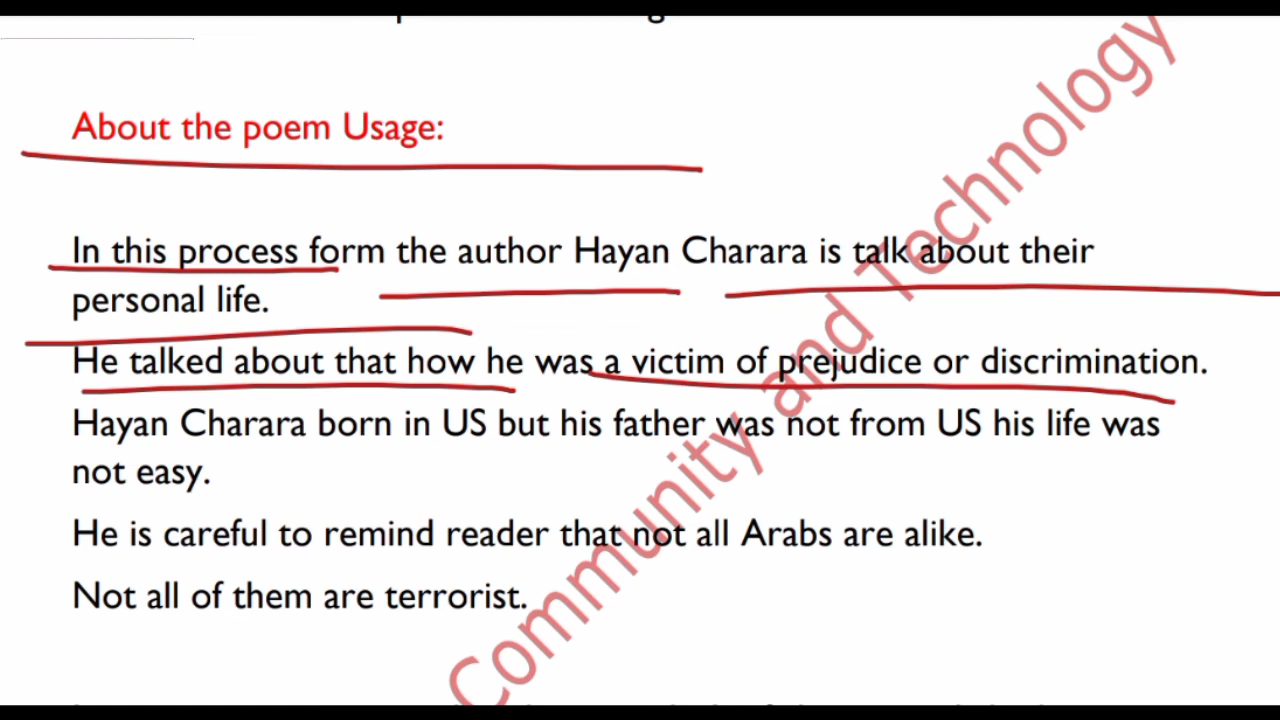 About the poem Usage:
In this process form the author Hayan Charara is talk about their
personal life.
He talked about that how he was a victim of prejudice or discrimination.
Hayan Charara born in US but his father was not from US his life was
not easy.
He is careful to remind reader that not all Arabs are alike.
Not all of them are terrorist.
Community and Technology